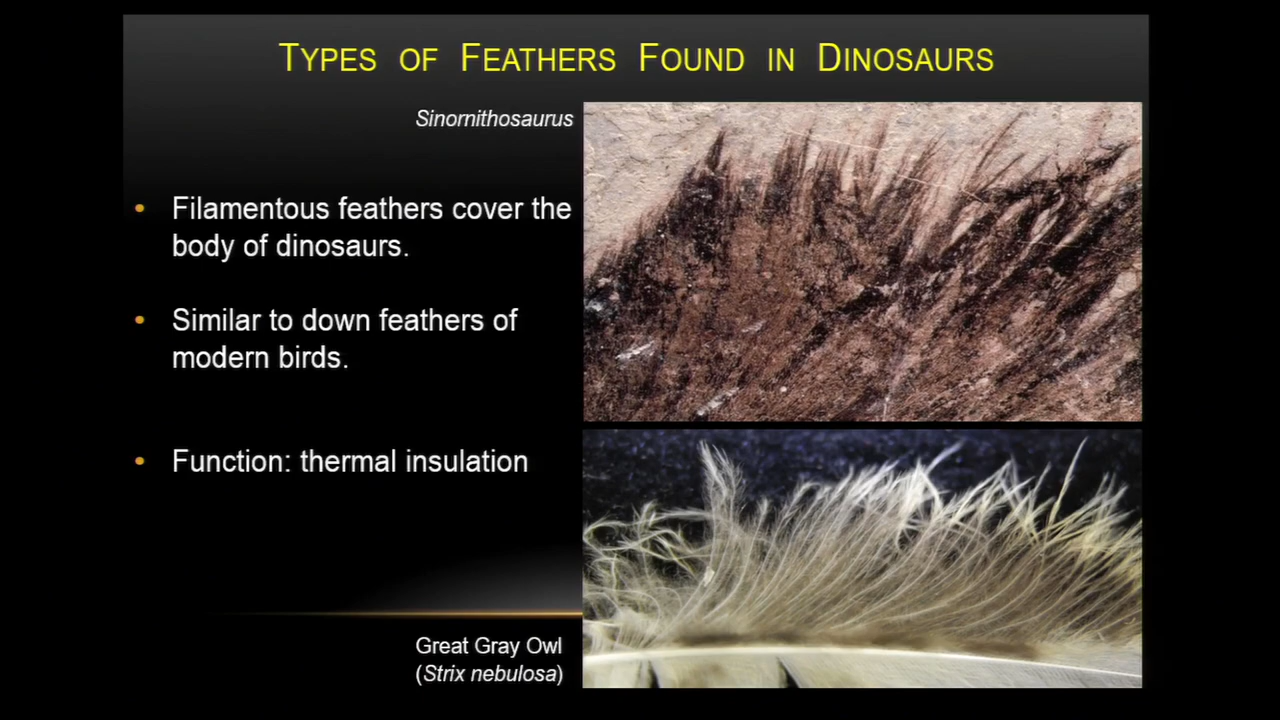 TYPES OF FEATHERS FOUND IN DINOSAURS
Sinornithosaurus
• Filamentous feathers cover the
body of dinosaurs.
• Similar to down feathers of
modern birds.
• Function: thermal insulation
Great Gray Owl
(Strix nebulosa)